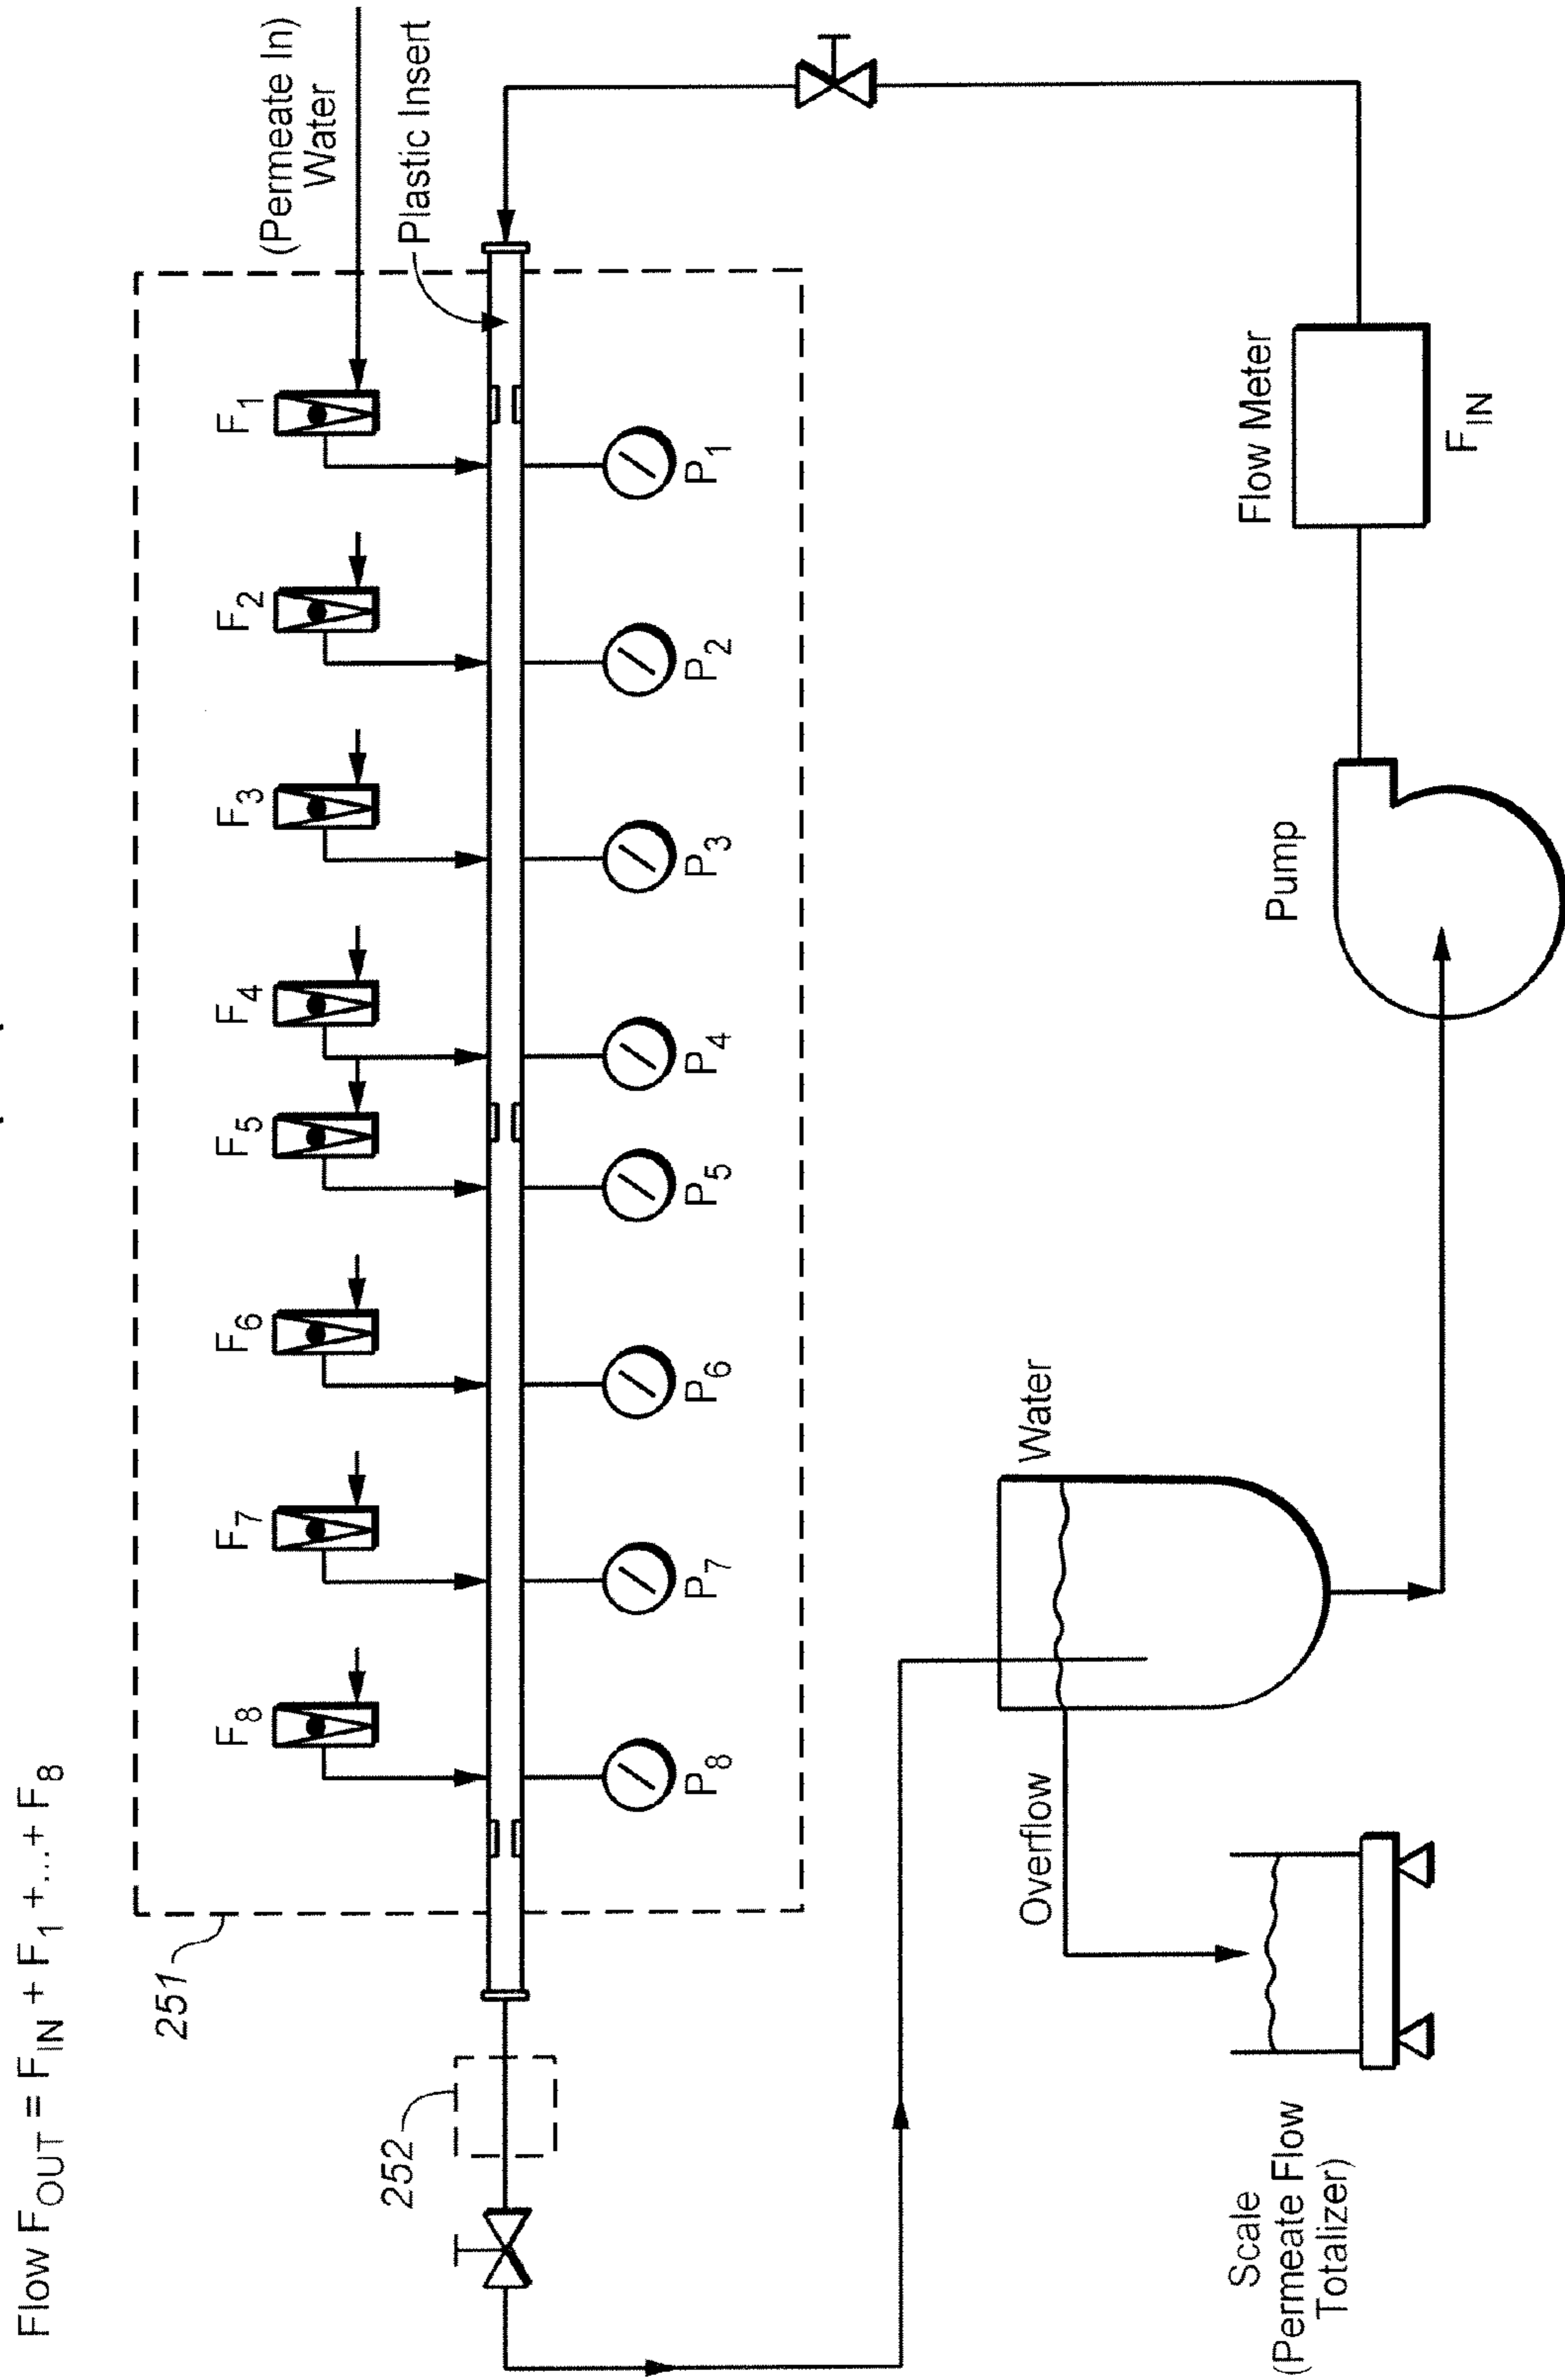 Flow F_OUT = F_IN + F_1 +...+ F_8
251
252
F_8
F_7
F_6
F_5
F_4
F_3
F_2
F_1
(Permeate In)
Water
Plastic Insert
P_8
P_7
P_6
P_5
P_4
P_3
P_2
P_1
Water
Overflow
Pump
Flow Meter
F_IN
Scale
(Permeate Flow
Totalizer)